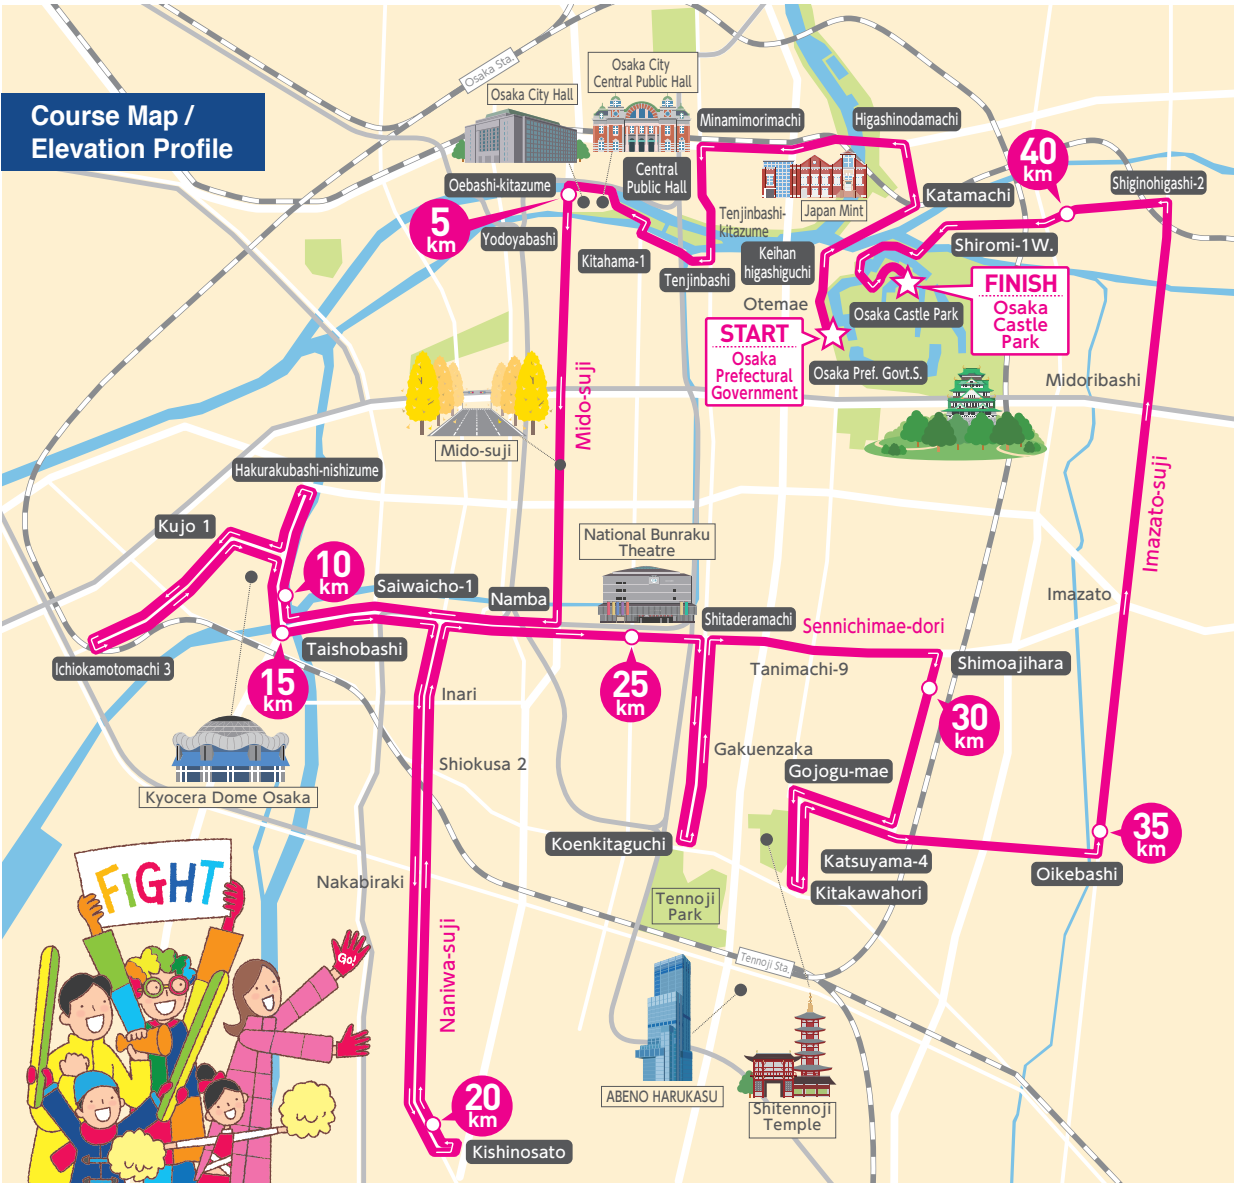 Course Map /
Elevation Profile
Osaka Sta.
Osaka City Hall
Osaka City
Central Public Hall
Minamimorimachi
Higashinodamachi
40
km
Shiginohigashi-2
Oebashi-kitazume
Central
Public Hall
Japan Mint
Katamachi
5
km
Yodoyabashi
Tenjinbashi-
kitazume
Kitahama-1
Tenjinbashi
Keihan
higashiguchi
Shiromi-1W.
Otemae
FINISH
Osaka
Castle
Park
Osaka Castle Park
START
Osaka
Prefectural
Government
Osaka Pref. Govt.S.
Midoribashi
Mido-suji
Mido-suji
Hakurakubashi-nishizume
Kujo 1
National Bunraku
Theatre
Imazato-suji
10
km
Saiwaicho-1
Namba
Imazato
Shitaderamachi
Sennichimae-dori
Taishobashi
Ichiokamotomachi 3
15
km
25
km
Tanimachi-9
Shimoajihara
Inari
30
km
Gakuenzaka
Shiokusa 2
Gojogu-mae
Kyocera Dome Osaka
35
km
Koenkitaguchi
Katsuyama-4
Oikebashi
Kitakawahori
FIGHT
Nakabiraki
Tennoji
Park
Go!
Naniwa-suji
Tennoji Sta.
ABENO HARUKASU
Shitennoji
Temple
20
km
Kishinosato